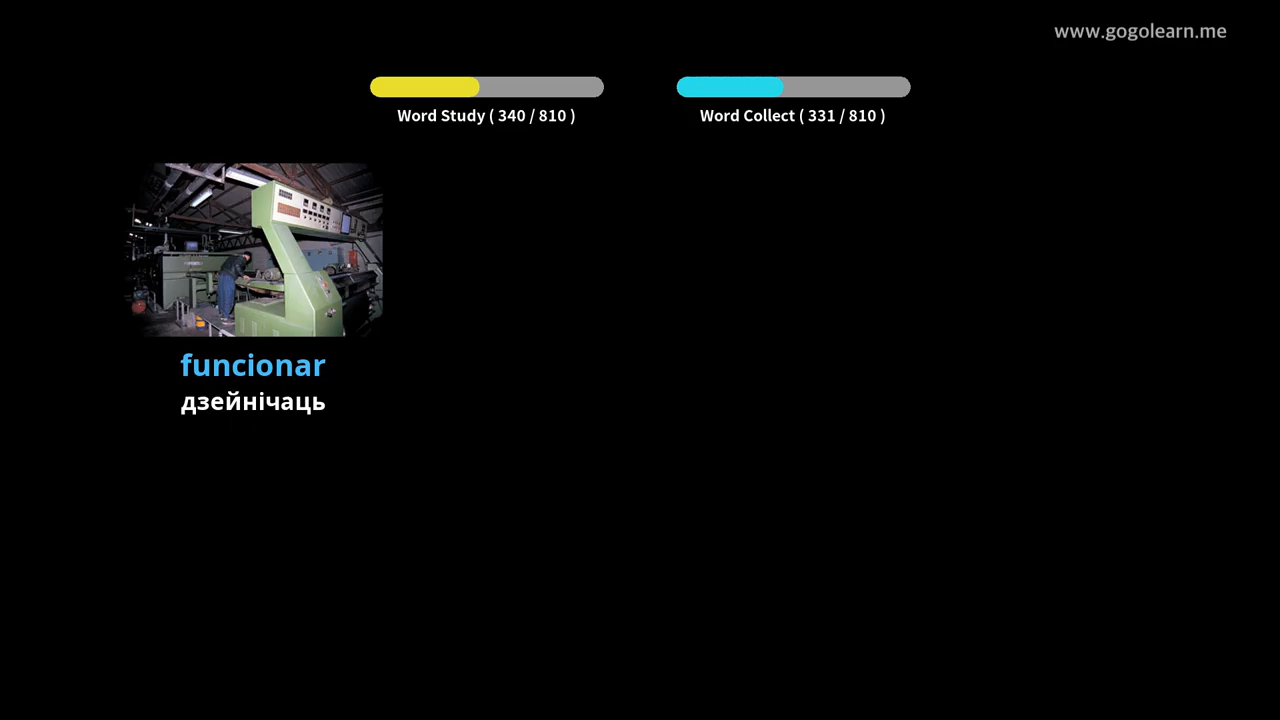 www.gogolearn.me
Word Study ( 340 / 810 )
Word Collect ( 331 / 810 )
funcionar
дзейнічаць